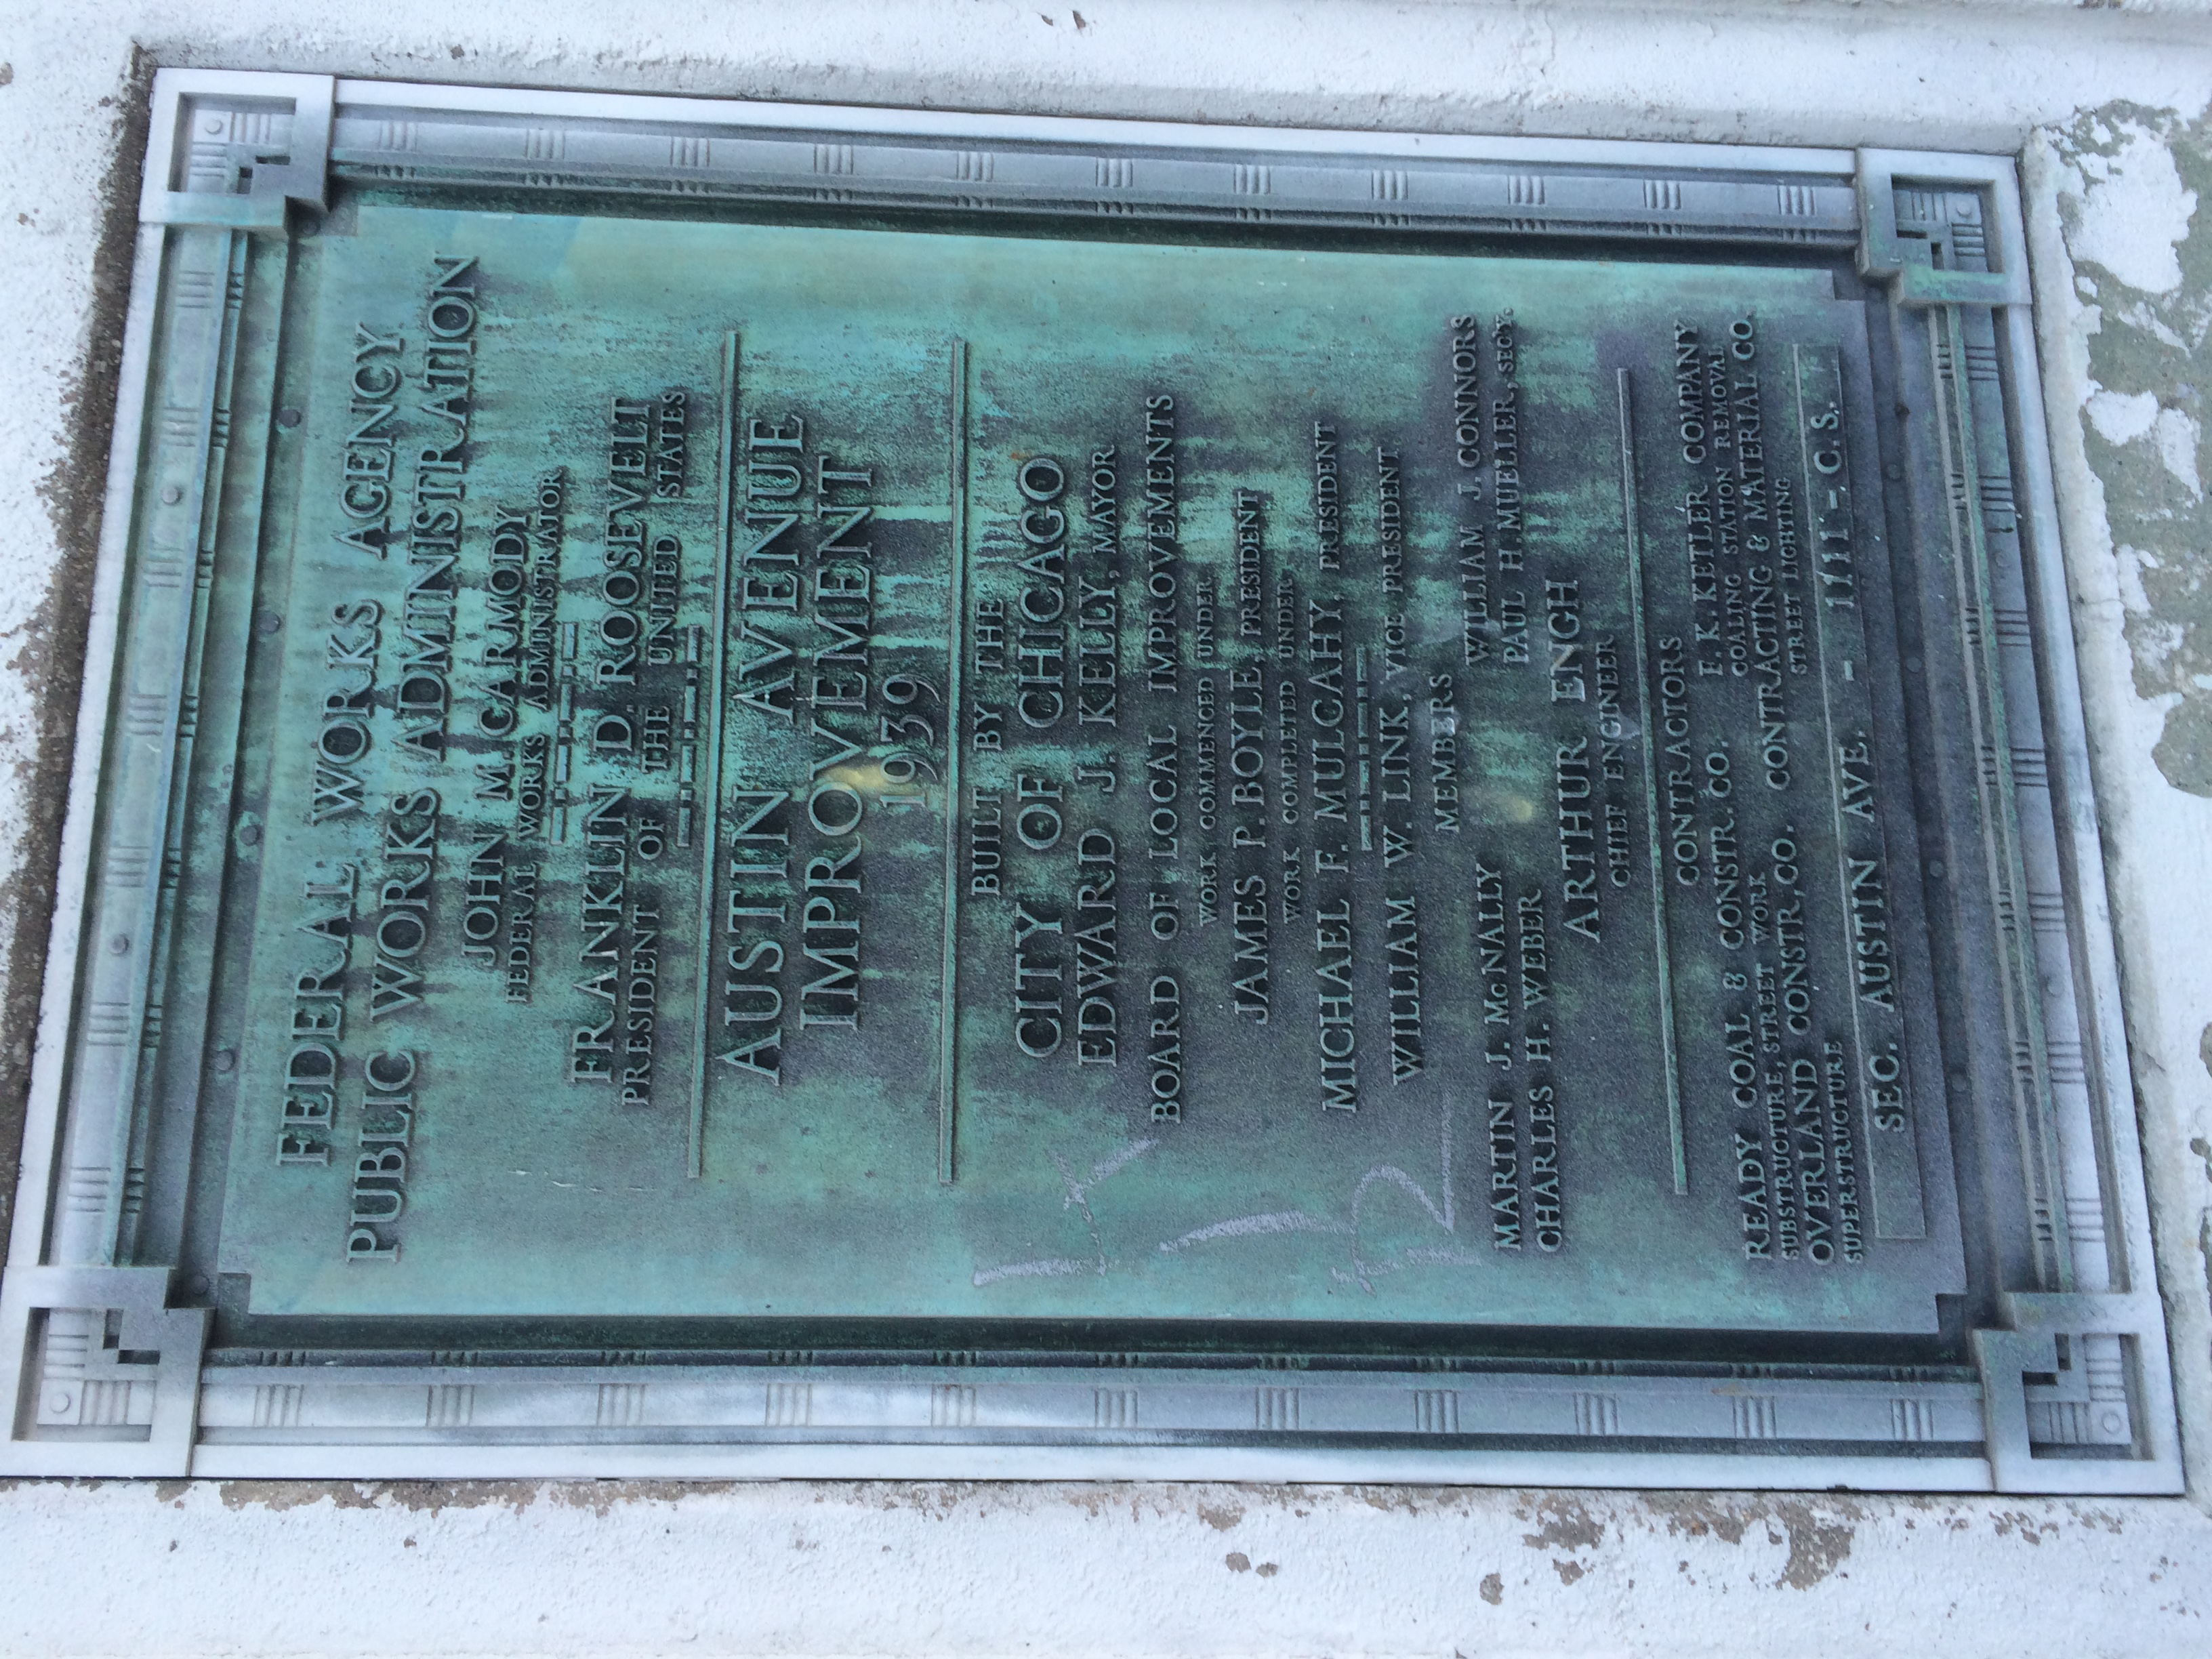 FEDERAL WORKS AGENCY
PUBLIC WORKS ADMINISTRATION
JOHN M. CARMODY
FEDERAL WORKS ADMINISTRATOR
FRANKLIN D. ROOSEVELT
PRESIDENT OF THE UNITED STATES
AUSTIN AVENUE
IMPROVEMENT
1939
BUILT BY THE
CITY OF CHICAGO
EDWARD J. KELLY, MAYOR
BOARD OF LOCAL IMPROVEMENTS
WORK COMMENCED UNDER
JAMES P. BOYLE, PRESIDENT
WORK COMPLETED UNDER
MICHAEL F. MULCAHY, PRESIDENT
WILLIAM W. LINK, VICE PRESIDENT
MEMBERS
MARTIN J. McNALLY WILLIAM J. CONNORS
CHARLES H. WEBER PAUL H. MUELLER, SECY.
ARTHUR ENGH
CHIEF ENGINEER
CONTRACTORS
READY COAL & CONSTR. CO. F. K. KETLER COMPANY
SUBSTRUCTURE, STREET WORK COALING STATION REMOVAL
OVERLAND CONSTR. CO. CONTRACTING & MATERIAL CO.
SUPERSTRUCTURE STREET LIGHTING
SEC. AUSTIN AVE. - - 1111 - C. S.